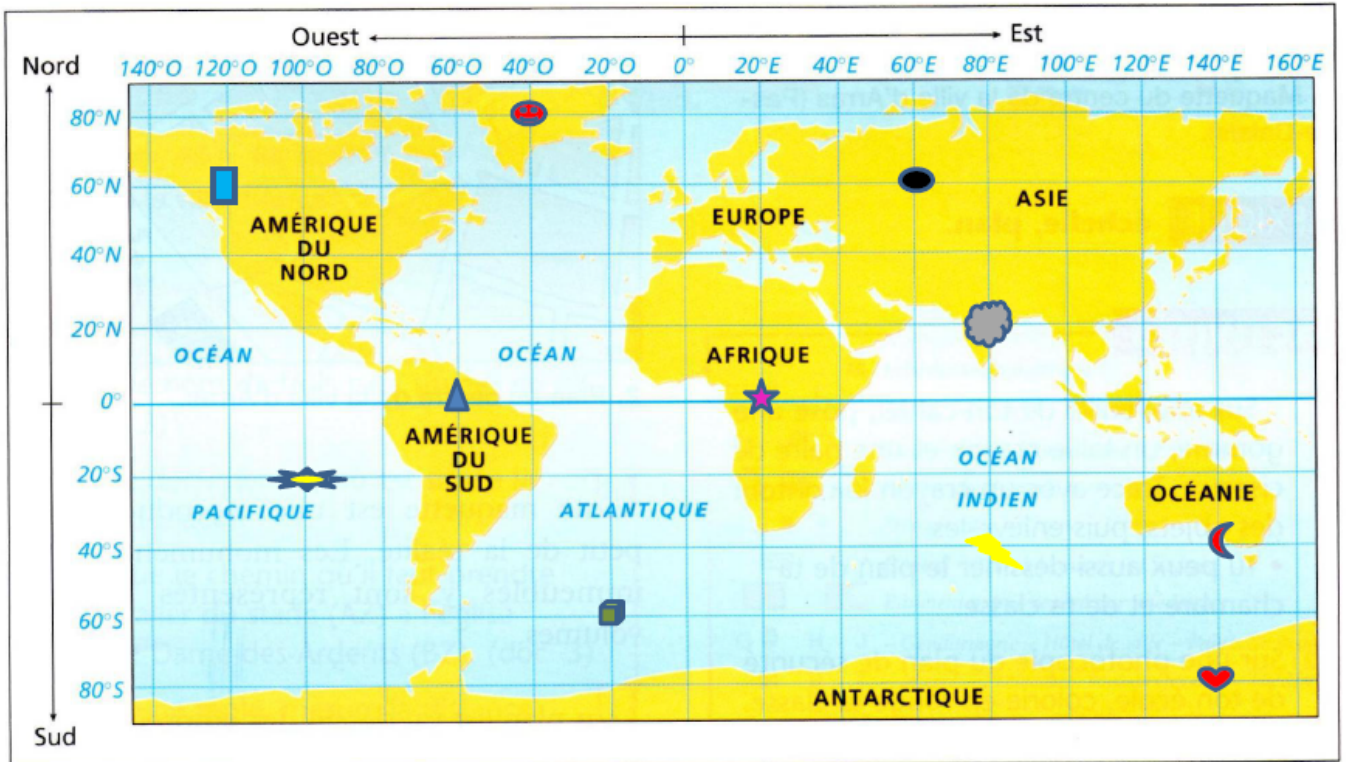 Ouest Est
Nord
140°O 120°O 100°O 80°O 60°O 40°O 20°O 0° 20°E 40°E 60°E 80°E 100°E 120°E 140°E 160°E
80°N
60°N
ASIE
EUROPE
AMÉRIQUE
DU
NORD
40°N
20°N
OCÉAN
OCÉAN
AFRIQUE
0°
AMÉRIQUE
DU
SUD
20°S
OCÉAN
INDIEN
PACIFIQUE
ATLANTIQUE
OCÉANIE
40°S
60°S
80°S
ANTARCTIQUE
Sud